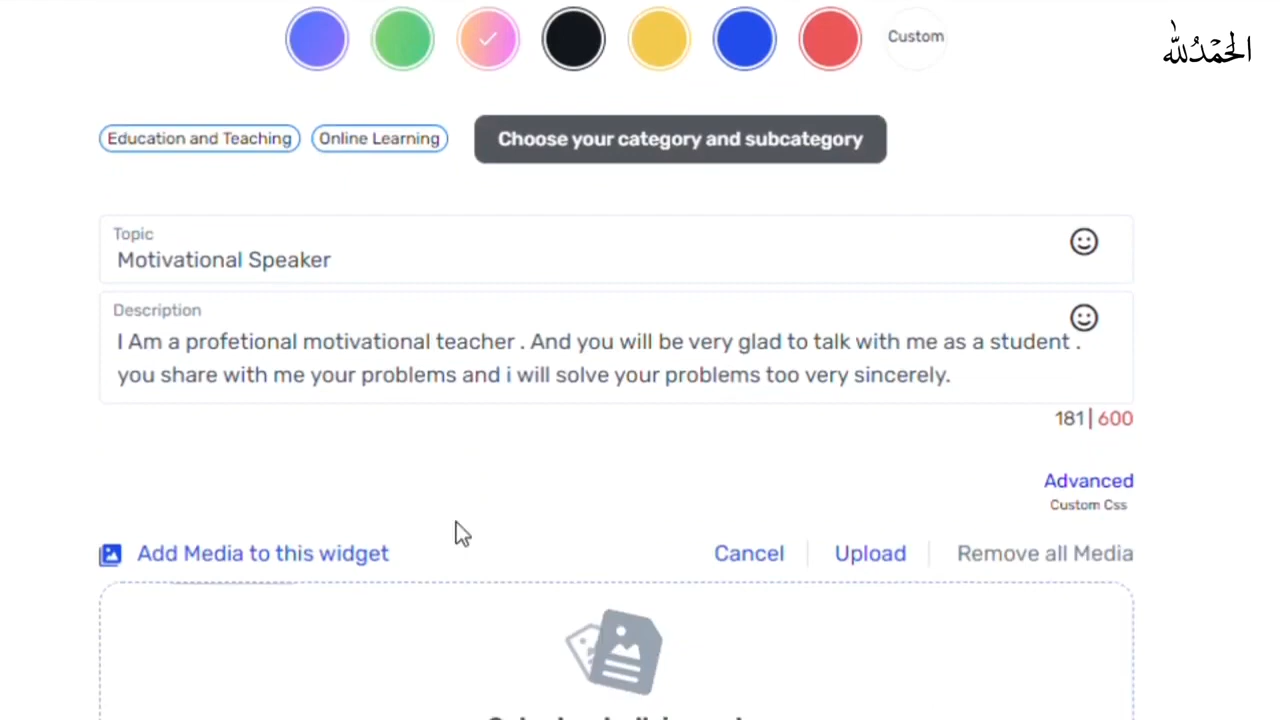 Custom
الحمد لله
Education and Teaching
Online Learning
Choose your category and subcategory
Topic
Motivational Speaker
Description
I Am a profetional motivational teacher . And you will be very glad to talk with me as a student .
you share with me your problems and i will solve your problems too very sincerely.
181 | 600
Advanced
Custom Css
Add Media to this widget
Cancel
Upload
Remove all Media